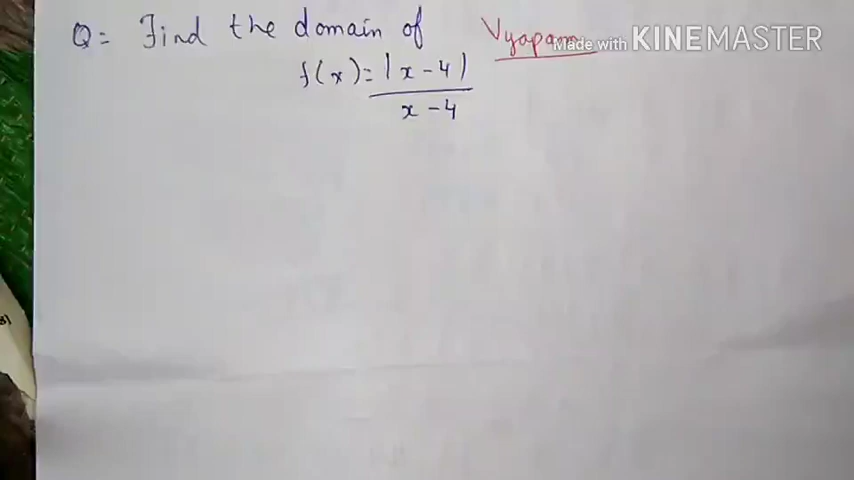 Q= Find the domain of Vyapam
Made with KINEMASTER
f(x)= |x-4|
x-4